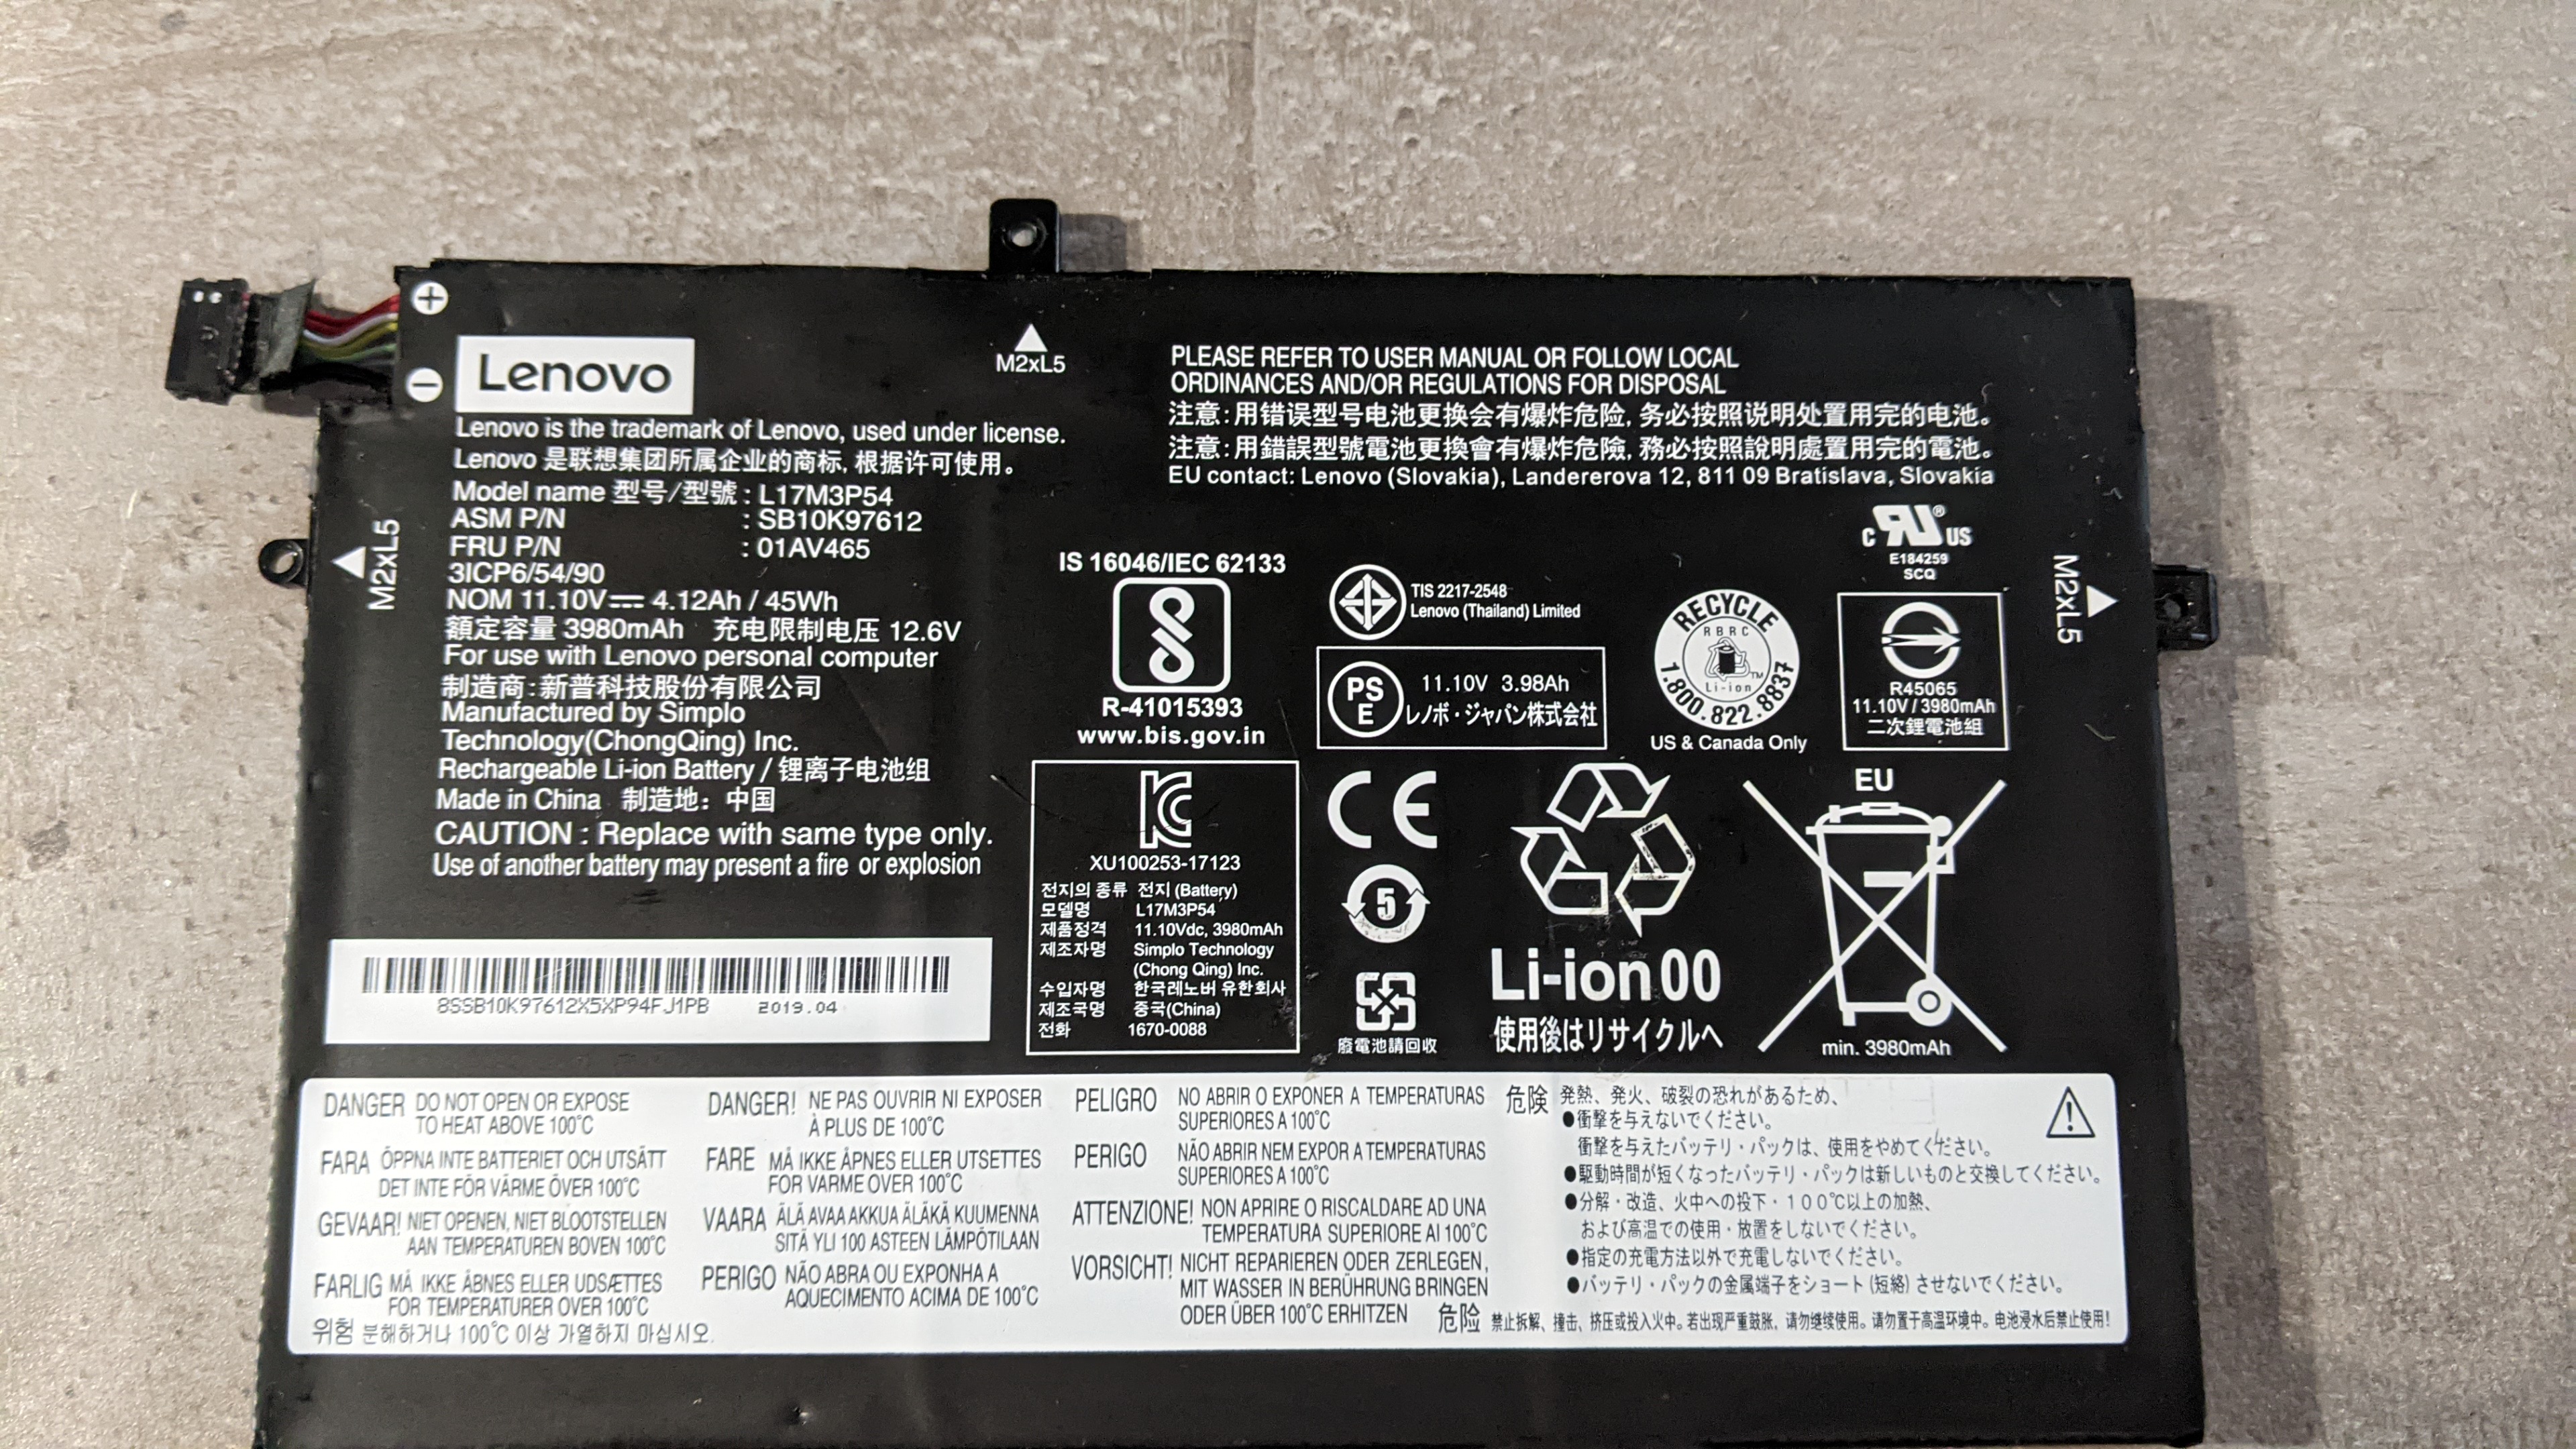 Lenovo
Lenovo is the trademark of Lenovo, used under license.
Lenovo 是联想集团所属企业的商标, 根据许可使用。
Model name 型号/型號 : L17M3P54
ASM P/N : SB10K97612
FRU P/N : 01AV465
3ICP6/54/90
NOM 11.10V⎓ 4.12Ah / 45Wh
額定容量 3980mAh 充电限制电压 12.6V
For use with Lenovo personal computer
制造商:新普科技股份有限公司
Manufactured by Simplo
Technology(ChongQing) Inc.
Rechargeable Li-ion Battery / 锂离子电池组
Made in China 制造地: 中国
CAUTION : Replace with same type only.
Use of another battery may present a fire or explosion
M2xL5
M2xL5
M2xL5
PLEASE REFER TO USER MANUAL OR FOLLOW LOCAL
ORDINANCES AND/OR REGULATIONS FOR DISPOSAL
注意:用错误型号电池更换会有爆炸危险, 务必按照说明处置用完的电池。
注意:用錯誤型號電池更換會有爆炸危險, 務必按照說明處置用完的電池。
EU contact: Lenovo (Slovakia), Landererova 12, 811 09 Bratislava, Slovakia
IS 16046/IEC 62133
R-41015393
www.bis.gov.in
TIS 2217-2548
Lenovo (Thailand) Limited
PS
E
11.10V 3.98Ah
レノボ・ジャパン株式会社
RECYCLE
RBRC
Li-ion
TM
1.800.822.8837
US & Canada Only
c RU ® US
E184259
SCQ
R45065
11.10V / 3980mAh
二次鋰電池組
KC
XU100253-17123
전지의 종류 전지 (Battery)
모델명 L17M3P54
제품정격 11.10Vdc, 3980mAh
제조자명 Simplo Technology
(Chong Qing) Inc.
수입자명 한국레노버 유한회사
제조국명 중국(China)
전화 1670-0088
CE
5
廢電池請回收
Li-ion 00
使用後はリサイクルへ
EU
min. 3980mAh
8SSB10K97612X5XP94FJ1PB 2019.04
DANGER DO NOT OPEN OR EXPOSE
TO HEAT ABOVE 100°C
FARA ÖPPNA INTE BATTERIET OCH UTSÄTT
DET INTE FÖR VÄRME ÖVER 100°C
GEVAAR! NIET OPENEN, NIET BLOOTSTELLEN
AAN TEMPERATUREN BOVEN 100°C
FARLIG MÅ IKKE ÅBNES ELLER UDSÆTTES
FOR TEMPERATURER OVER 100°C
위험 분해하거나 100°C 이상 가열하지 마십시오.
DANGER! NE PAS OUVRIR NI EXPOSER
À PLUS DE 100°C
FARE MÅ IKKE ÅPNES ELLER UTSETTES
FOR VARME OVER 100°C
VAARA ÄLÄ AVAA AKKUA ÄLÄKÄ KUUMENNA
SITÄ YLI 100 ASTEEN LÄMPÖTILAAN
PERIGO NÃO ABRA OU EXPONHA A
AQUECIMENTO ACIMA DE 100°C
PELIGRO NO ABRIR O EXPONER A TEMPERATURAS
SUPERIORES A 100°C
PERIGO NÃO ABRIR NEM EXPOR A TEMPERATURAS
SUPERIORES A 100°C
ATTENZIONE! NON APRIRE O RISCALDARE AD UNA
TEMPERATURA SUPERIORE AI 100°C
VORSICHT! NICHT REPARIEREN ODER ZERLEGEN,
MIT WASSER IN BERÜHRUNG BRINGEN
ODER ÜBER 100°C ERHITZEN
危険 発熱、発火、破裂の恐れがあるため、
●衝撃を与えないでください。
衝撃を与えたバッテリ・パックは、使用をやめてください。
●駆動時間が短くなったバッテリ・パックは新しいものと交換してください。
●分解・改造、火中への投下・100℃以上の加熱、
および高温での使用・放置をしないでください。
●指定の充電方法以外で充電しないでください。
●バッテリ・パックの金属端子をショート(短絡)させないでください。
危险 禁止拆解、撞击、挤压或投入火中。若出现严重鼓胀, 请勿继续使用。请勿置于高温环境中。电池浸水后禁止使用!